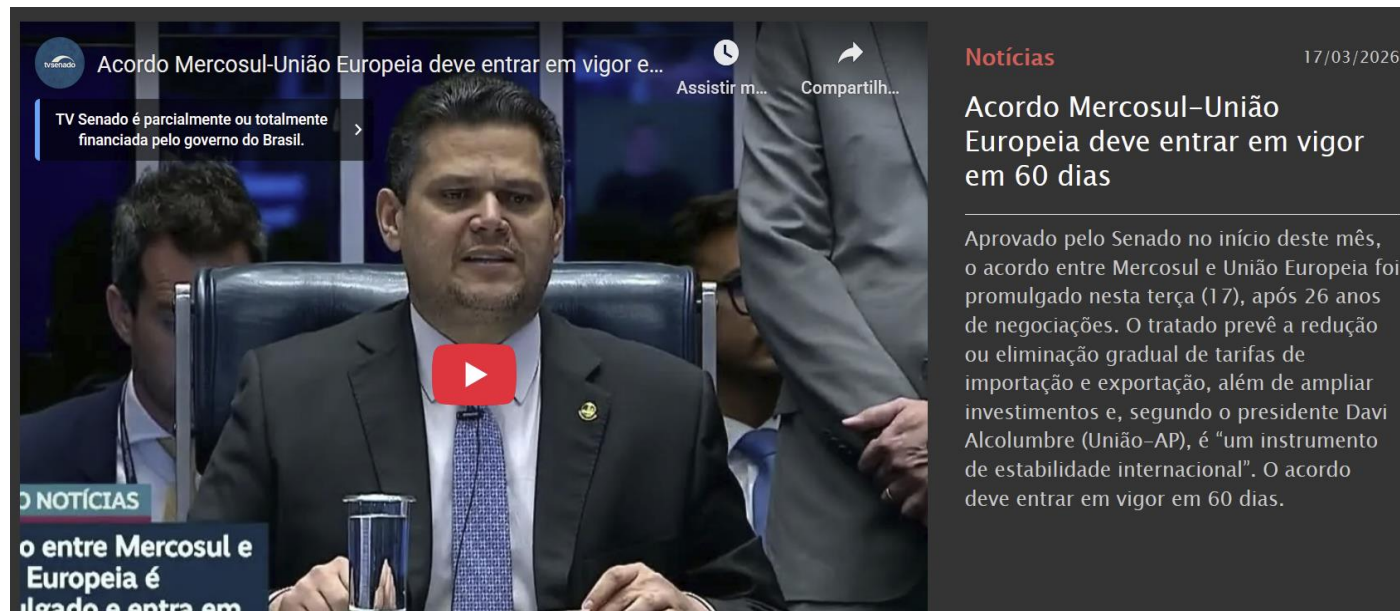 tvsenado
Acordo Mercosul-União Europeia deve entrar em vigor e...
Assistir m...
Compartilh...
TV Senado é parcialmente ou totalmente
financiada pelo governo do Brasil.
O NOTÍCIAS
o entre Mercosul e
Europeia é
ulgado e entra em
Notícias
17/03/2026
Acordo Mercosul-União
Europeia deve entrar em vigor
em 60 dias
Aprovado pelo Senado no início deste mês,
o acordo entre Mercosul e União Europeia foi
promulgado nesta terça (17), após 26 anos
de negociações. O tratado prevê a redução
ou eliminação gradual de tarifas de
importação e exportação, além de ampliar
investimentos e, segundo o presidente Davi
Alcolumbre (União-AP), é “um instrumento
de estabilidade internacional”. O acordo
deve entrar em vigor em 60 dias.